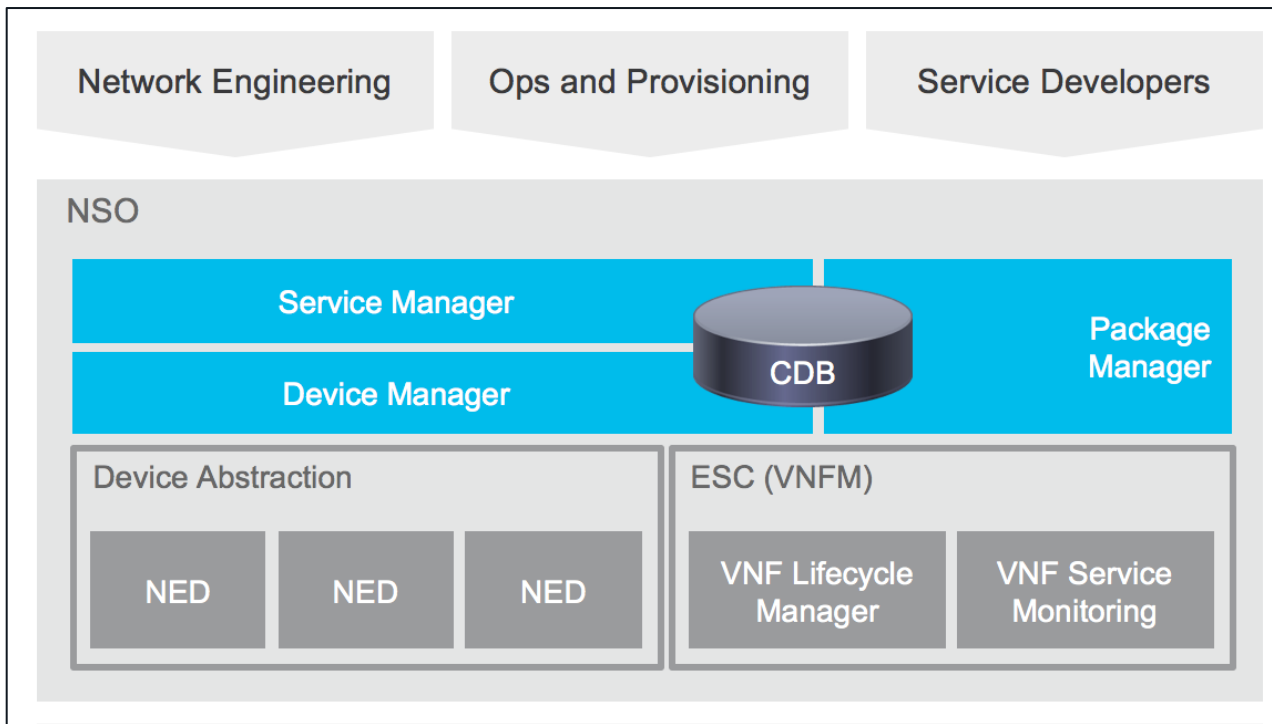 Network Engineering
Ops and Provisioning
Service Developers
NSO
Service Manager
Device Manager
CDB
Package
Manager
Device Abstraction
NED
NED
NED
ESC (VNFM)
VNF Lifecycle
Manager
VNF Service
Monitoring